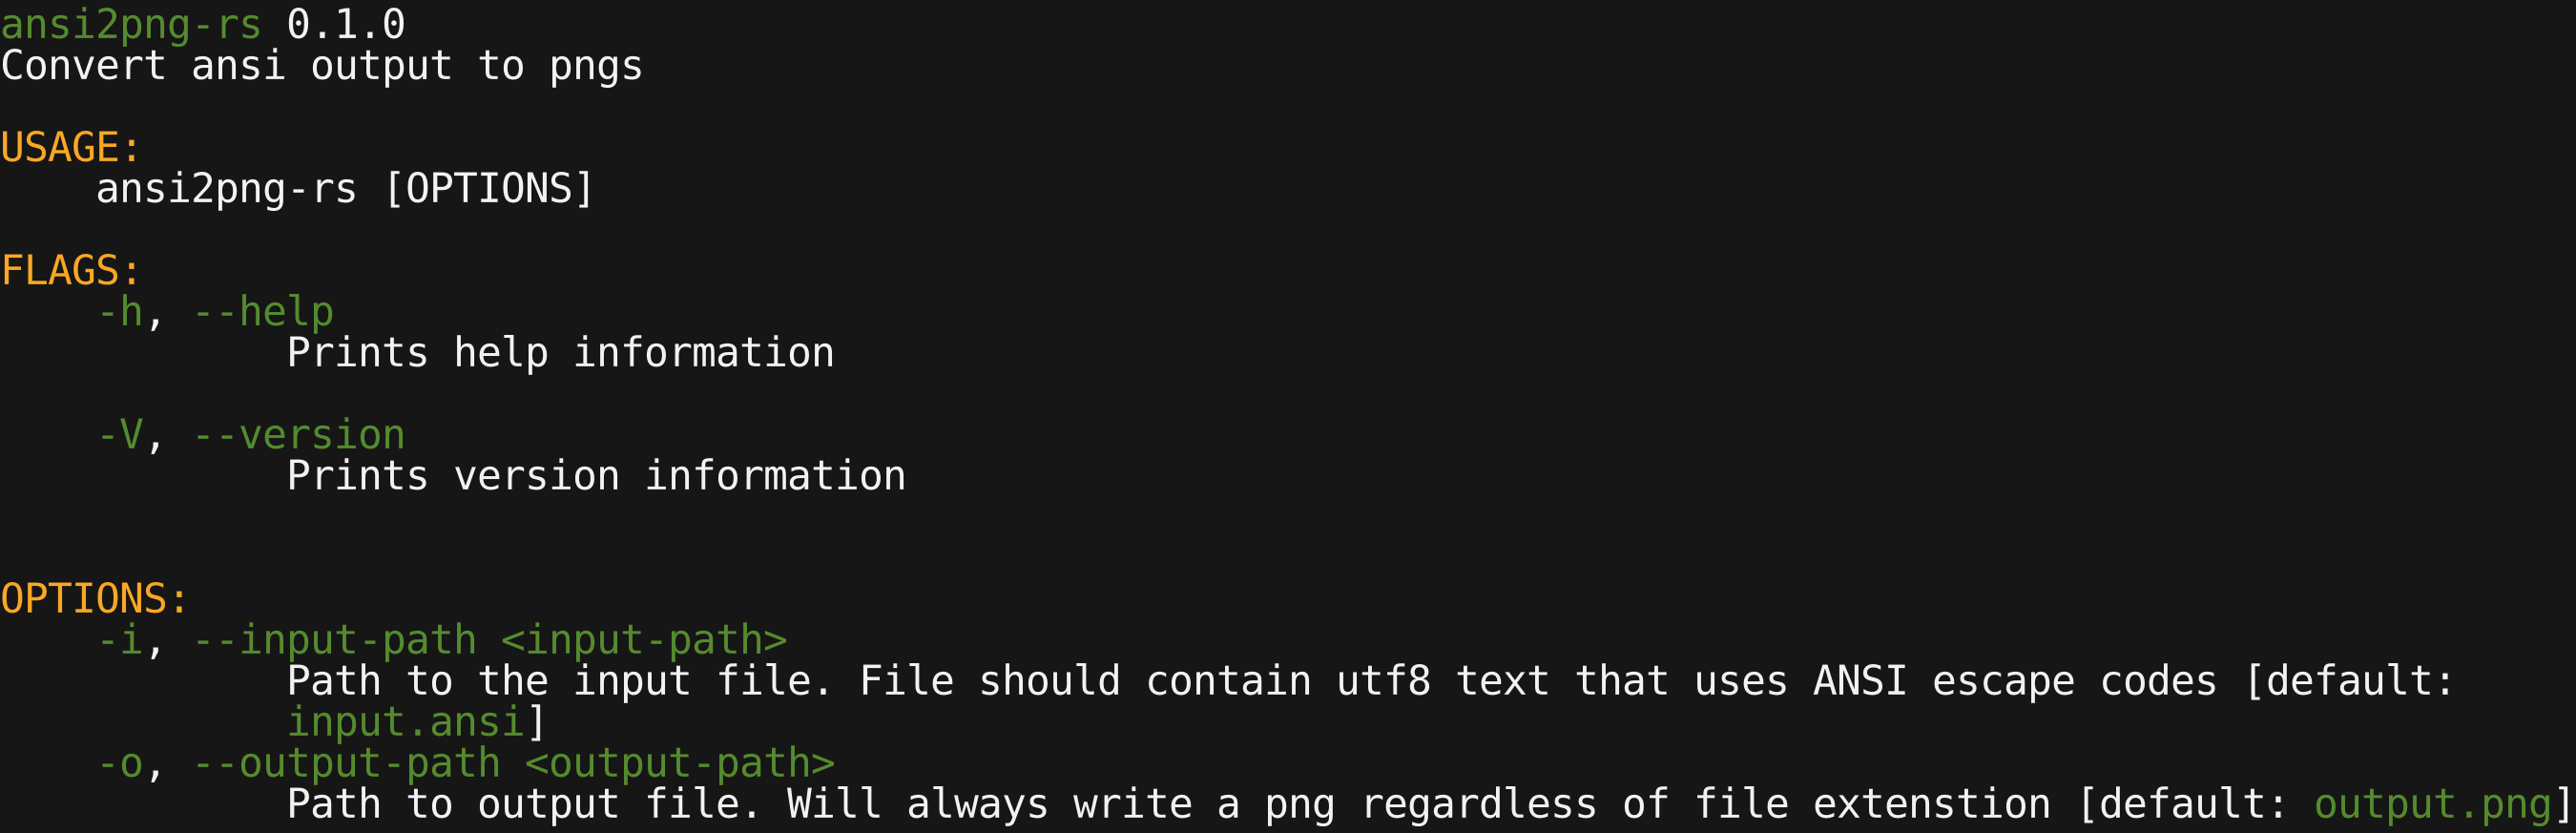 ansi2png-rs 0.1.0
Convert ansi output to pngs
USAGE:
    ansi2png-rs [OPTIONS]
FLAGS:
    -h, --help
            Prints help information
    -V, --version
            Prints version information
OPTIONS:
    -i, --input-path <input-path>
            Path to the input file. File should contain utf8 text that uses ANSI escape codes [default:
            input.ansi]
    -o, --output-path <output-path>
            Path to output file. Will always write a png regardless of file extenstion [default: output.png]